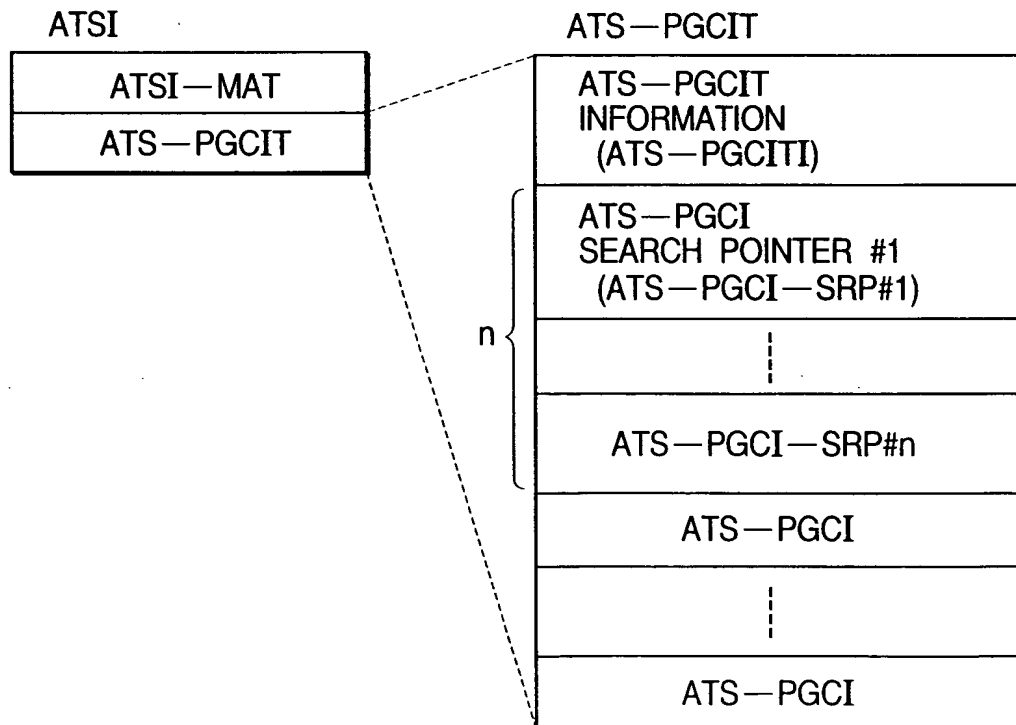 ATSI
ATSI—MAT
ATS—PGCIT
ATS—PGCIT
ATS—PGCIT
INFORMATION
(ATS—PGCITI)
ATS—PGCI
SEARCH POINTER #1
(ATS—PGCI—SRP#1)
n
ATS—PGCI—SRP#n
ATS—PGCI
ATS—PGCI